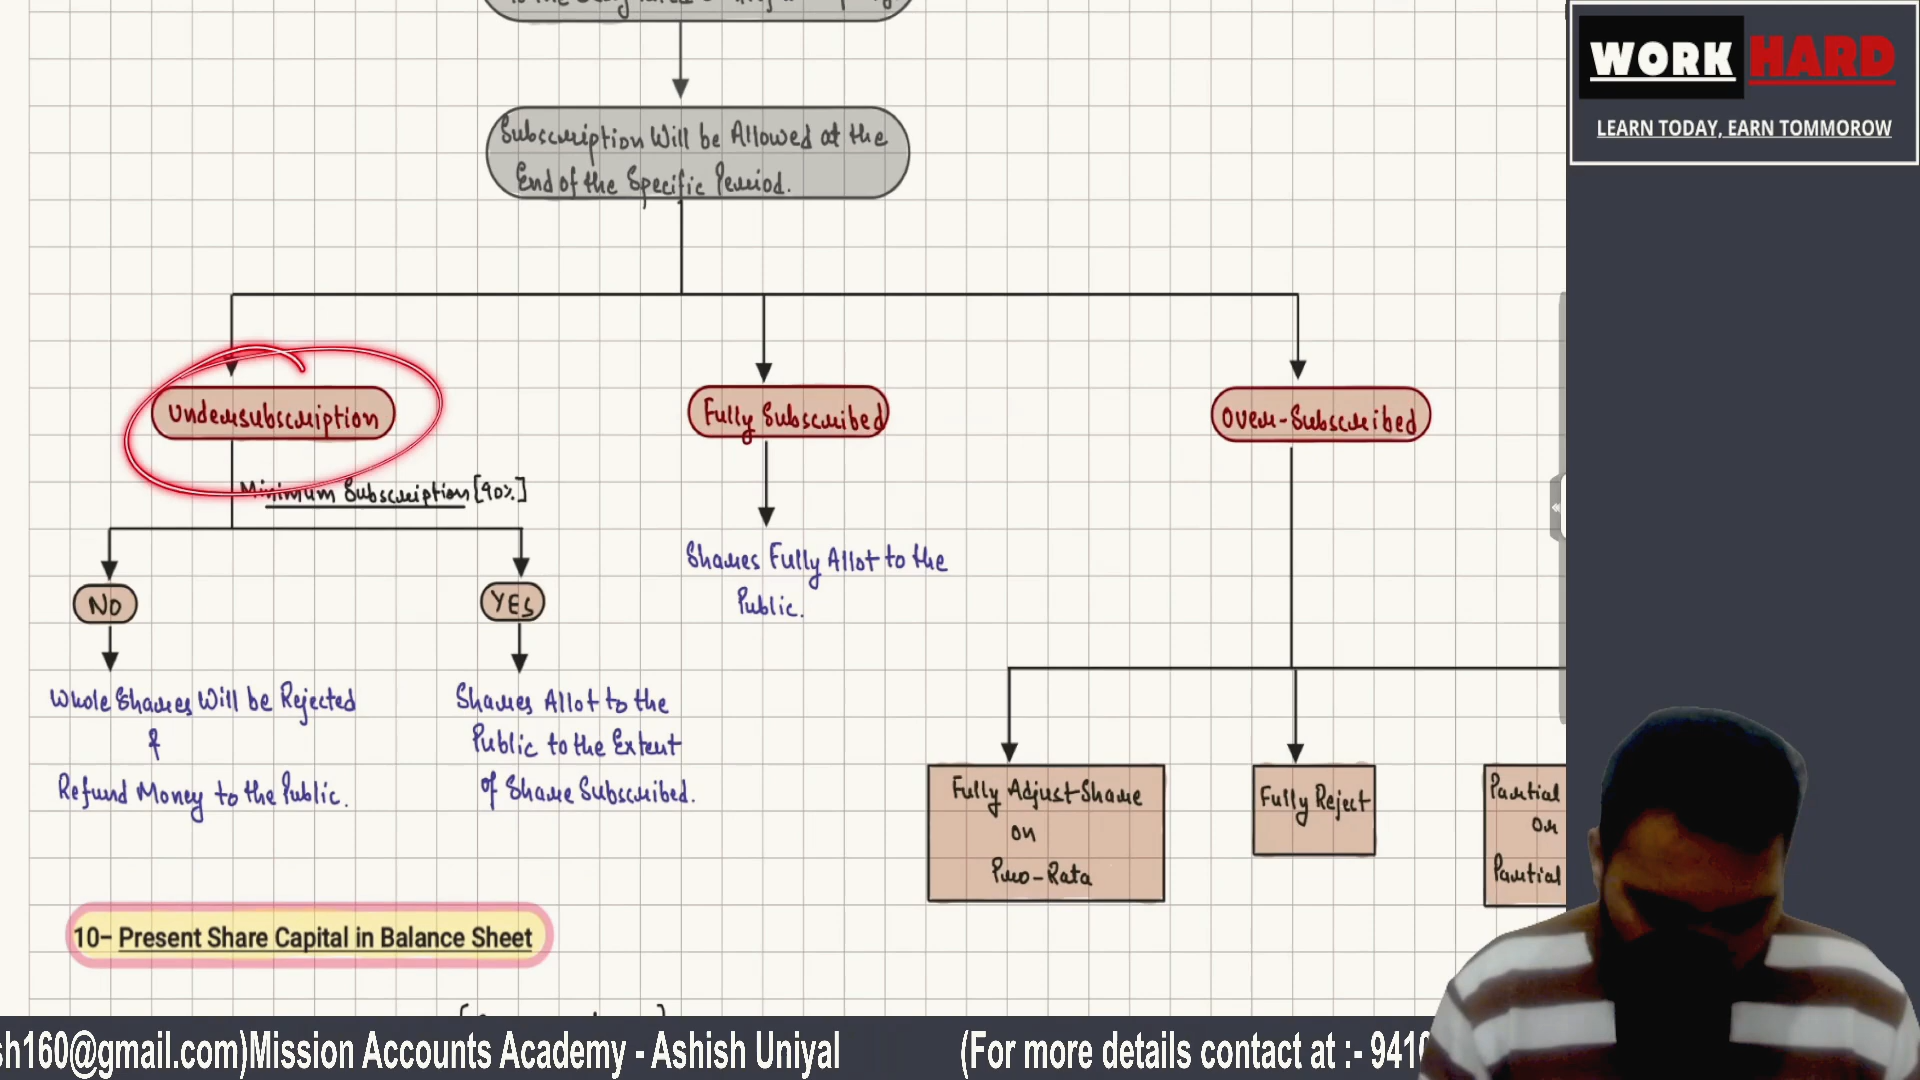 WORK HARD
LEARN TODAY, EARN TOMMOROW
Subscription Will be Allowed at the
End of the Specific Period.
Undersubscription
Fully Subscribed
Over-Subscribed
Minimum Subscription [90%]
NO
YES
Shares Fully Allot to the
Public.
Whole Shares Will be Rejected
&
Refund Money to the Public.
Shares Allot to the
Public to the Extent
of Share Subscribed.
Fully Adjust Share
or
Pro-Rata
Fully Reject
Partial
or
Partial
10- Present Share Capital in Balance Sheet
sh160@gmail.com)Mission Accounts Academy - Ashish Uniyal
(For more details contact at :- 9410